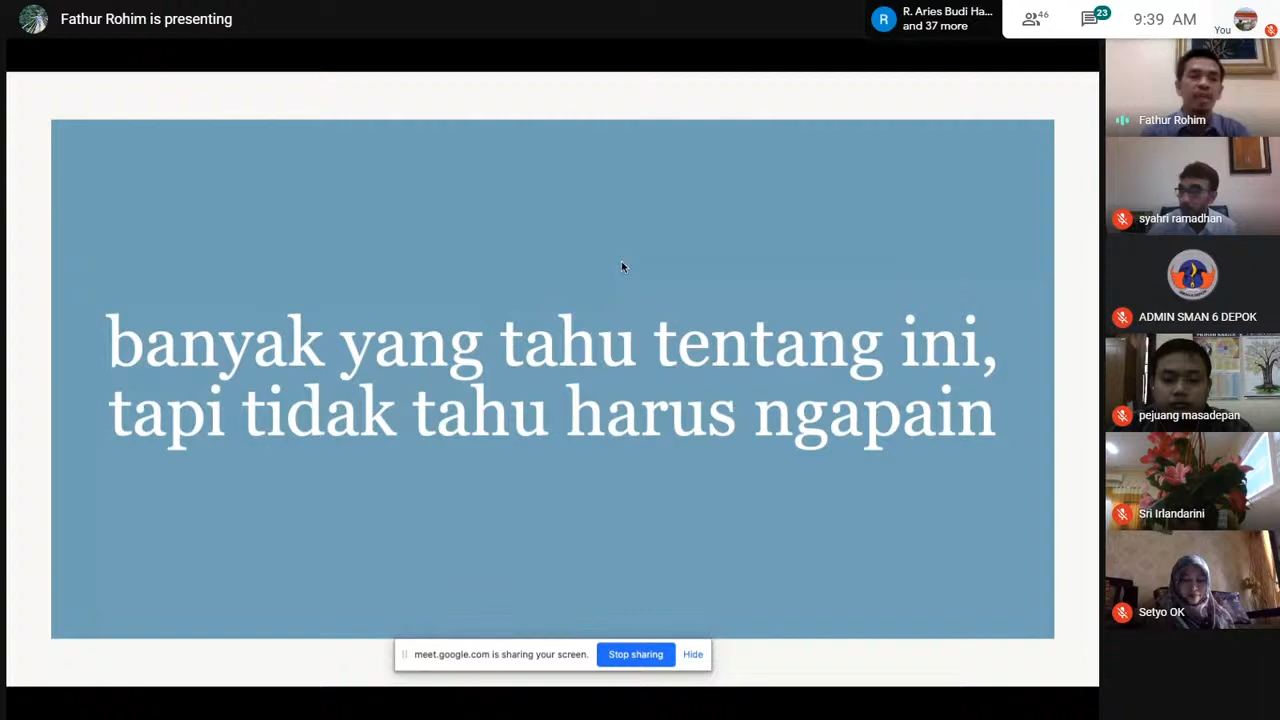 Fathur Rohim is presenting
R. Aries Budi Ha...
and 37 more
46
23
9:39 AM
You
banyak yang tahu tentang ini,
tapi tidak tahu harus ngapain
meet.google.com is sharing your screen.
Stop sharing
Hide
Fathur Rohim
syahri ramadhan
ADMIN SMAN 6 DEPOK
pejuang masadepan
Sri Irlandarini
Setyo OK
R